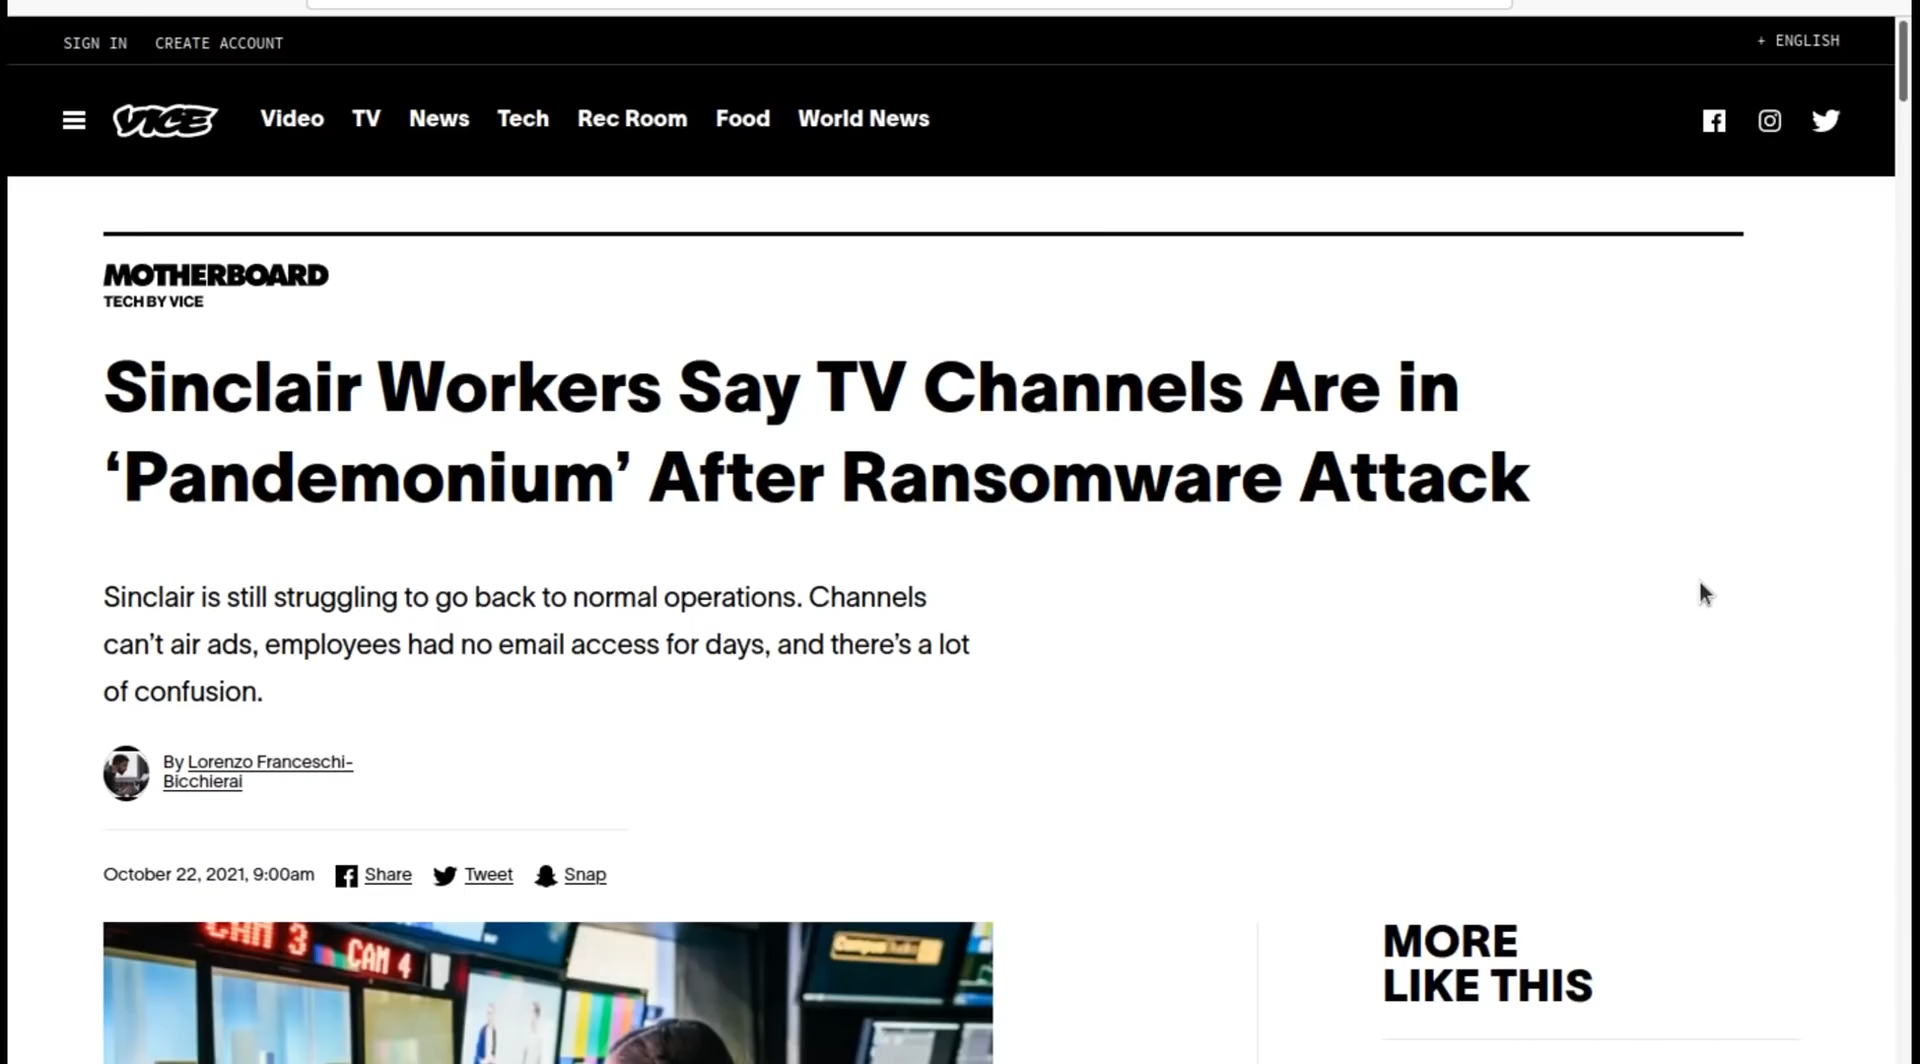 SIGN IN CREATE ACCOUNT + ENGLISH
VICE Video TV News Tech Rec Room Food World News
MOTHERBOARD
TECH BY VICE
Sinclair Workers Say TV Channels Are in
‘Pandemonium’ After Ransomware Attack
Sinclair is still struggling to go back to normal operations. Channels
can’t air ads, employees had no email access for days, and there’s a lot
of confusion.
By Lorenzo Franceschi-
Bicchierai
October 22, 2021, 9:00am Share Tweet Snap
CAM 3 CAM 4
MORE
LIKE THIS